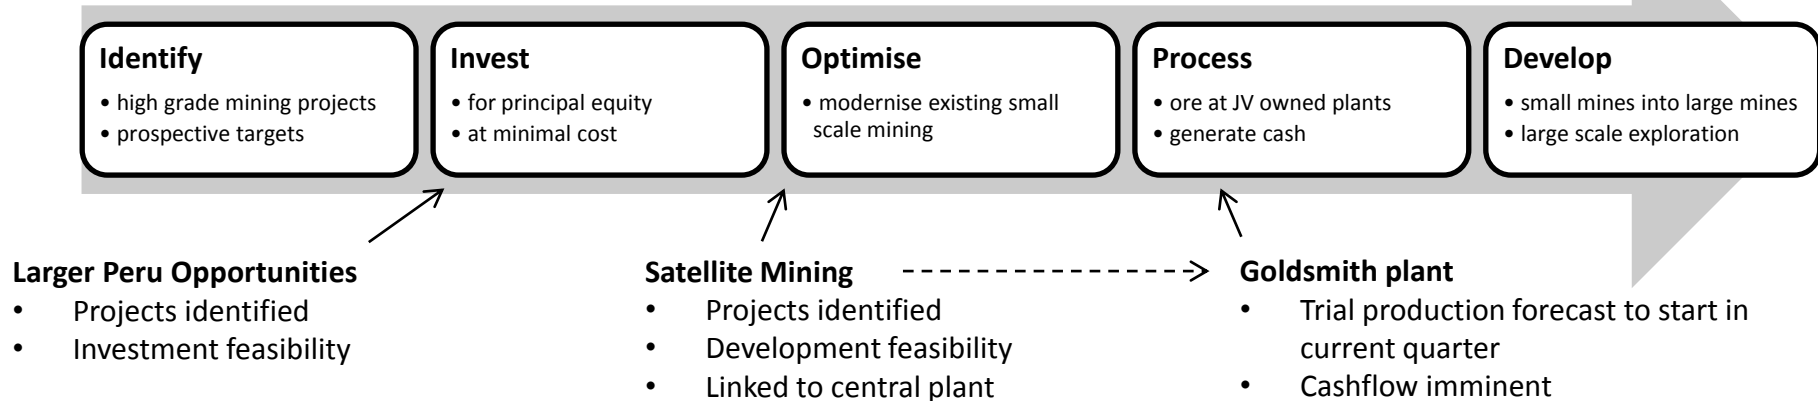 Identify
• high grade mining projects
• prospective targets
Invest
• for principal equity
• at minimal cost
Optimise
• modernise existing small
scale mining
Process
• ore at JV owned plants
• generate cash
Develop
• small mines into large mines
• large scale exploration
Larger Peru Opportunities
• Projects identified
• Investment feasibility
Satellite Mining
• Projects identified
• Development feasibility
• Linked to central plant
Goldsmith plant
• Trial production forecast to start in
current quarter
• Cashflow imminent